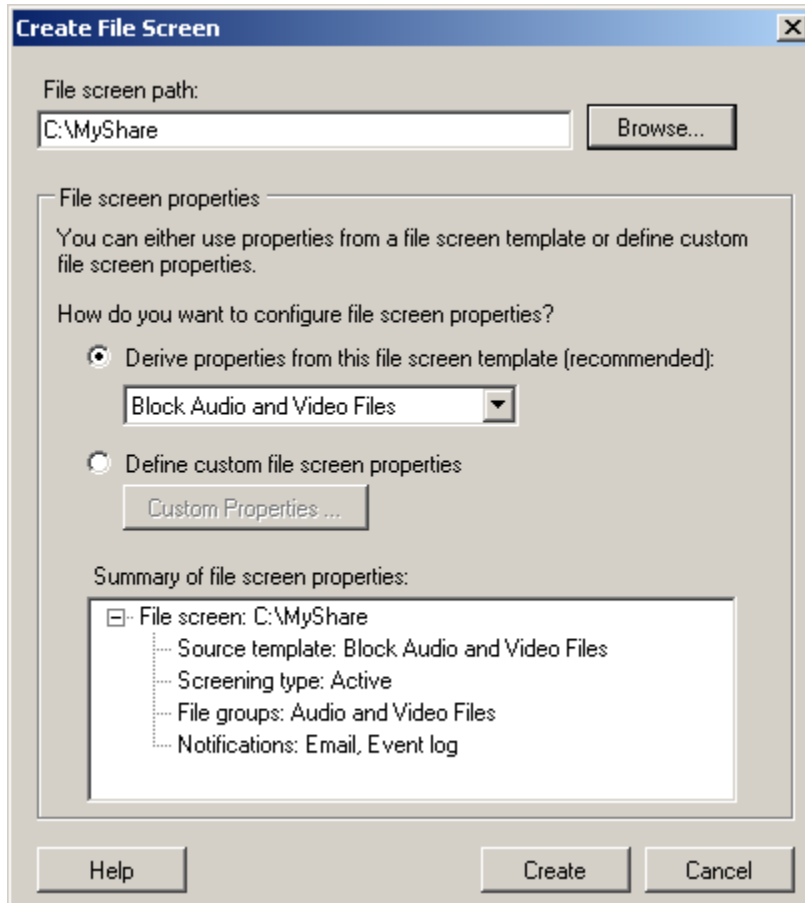 Create File Screen
File screen path:
C:\MyShare
Browse...
File screen properties
You can either use properties from a file screen template or define custom
file screen properties.
How do you want to configure file screen properties?
Derive properties from this file screen template (recommended):
Block Audio and Video Files
Define custom file screen properties
Custom Properties ...
Summary of file screen properties:
File screen: C:\MyShare
Source template: Block Audio and Video Files
Screening type: Active
File groups: Audio and Video Files
Notifications: Email, Event log
Help
Create
Cancel